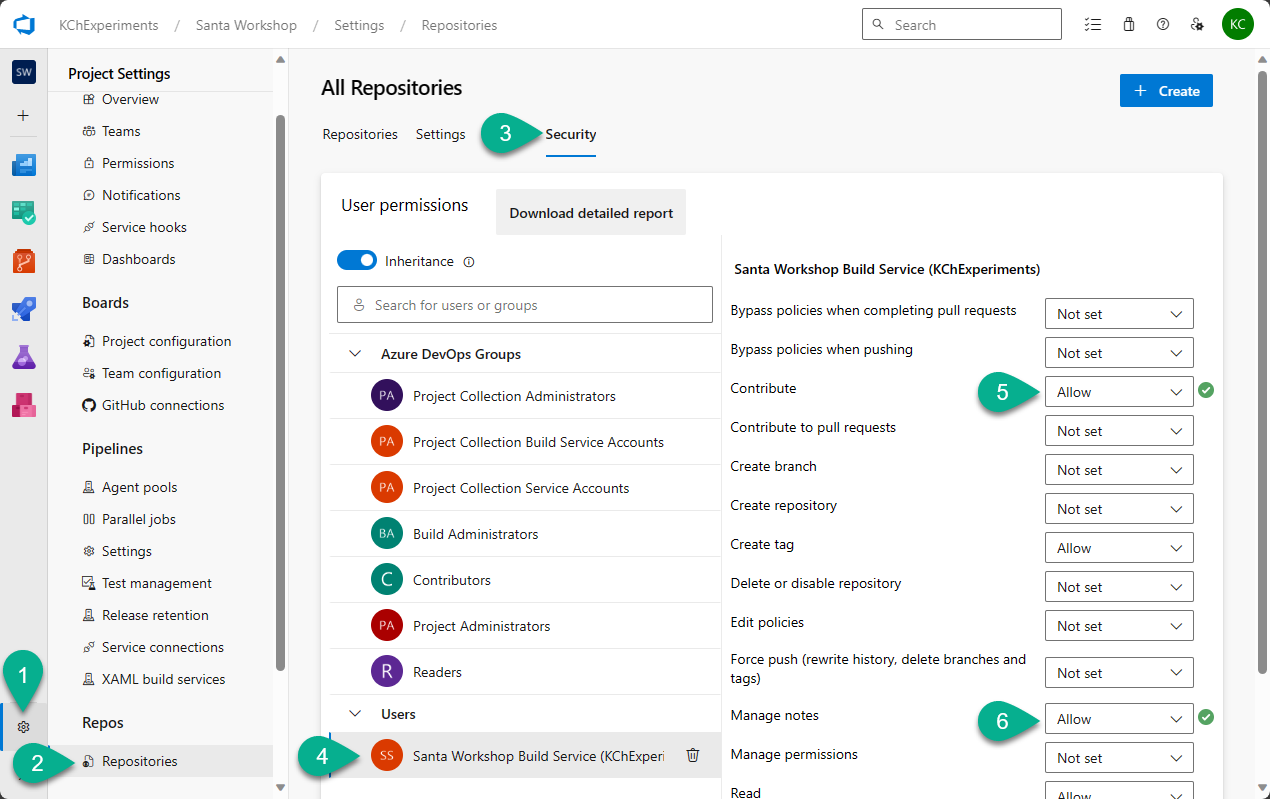 KChExperiments / Santa Workshop / Settings / Repositories
Search
KC
SW
Project Settings
Overview
Teams
Permissions
Notifications
Service hooks
Dashboards
Boards
Project configuration
Team configuration
GitHub connections
Pipelines
Agent pools
Parallel jobs
Settings
Test management
Release retention
Service connections
XAML build services
1
Repos
2
Repositories
All Repositories
+ Create
Repositories
Settings
3
Security
User permissions
Download detailed report
Inheritance
Search for users or groups
Azure DevOps Groups
PA Project Collection Administrators
PA Project Collection Build Service Accounts
PA Project Collection Service Accounts
BA Build Administrators
C Contributors
PA Project Administrators
R Readers
Users
4
SS Santa Workshop Build Service (KChExperi
Santa Workshop Build Service (KChExperiments)
Bypass policies when completing pull requests Not set
Bypass policies when pushing Not set
Contribute 5 Allow
Contribute to pull requests Not set
Create branch Not set
Create repository Not set
Create tag Allow
Delete or disable repository Not set
Edit policies Not set
Force push (rewrite history, delete branches and
tags) Not set
Manage notes 6 Allow
Manage permissions Not set
Read Allow